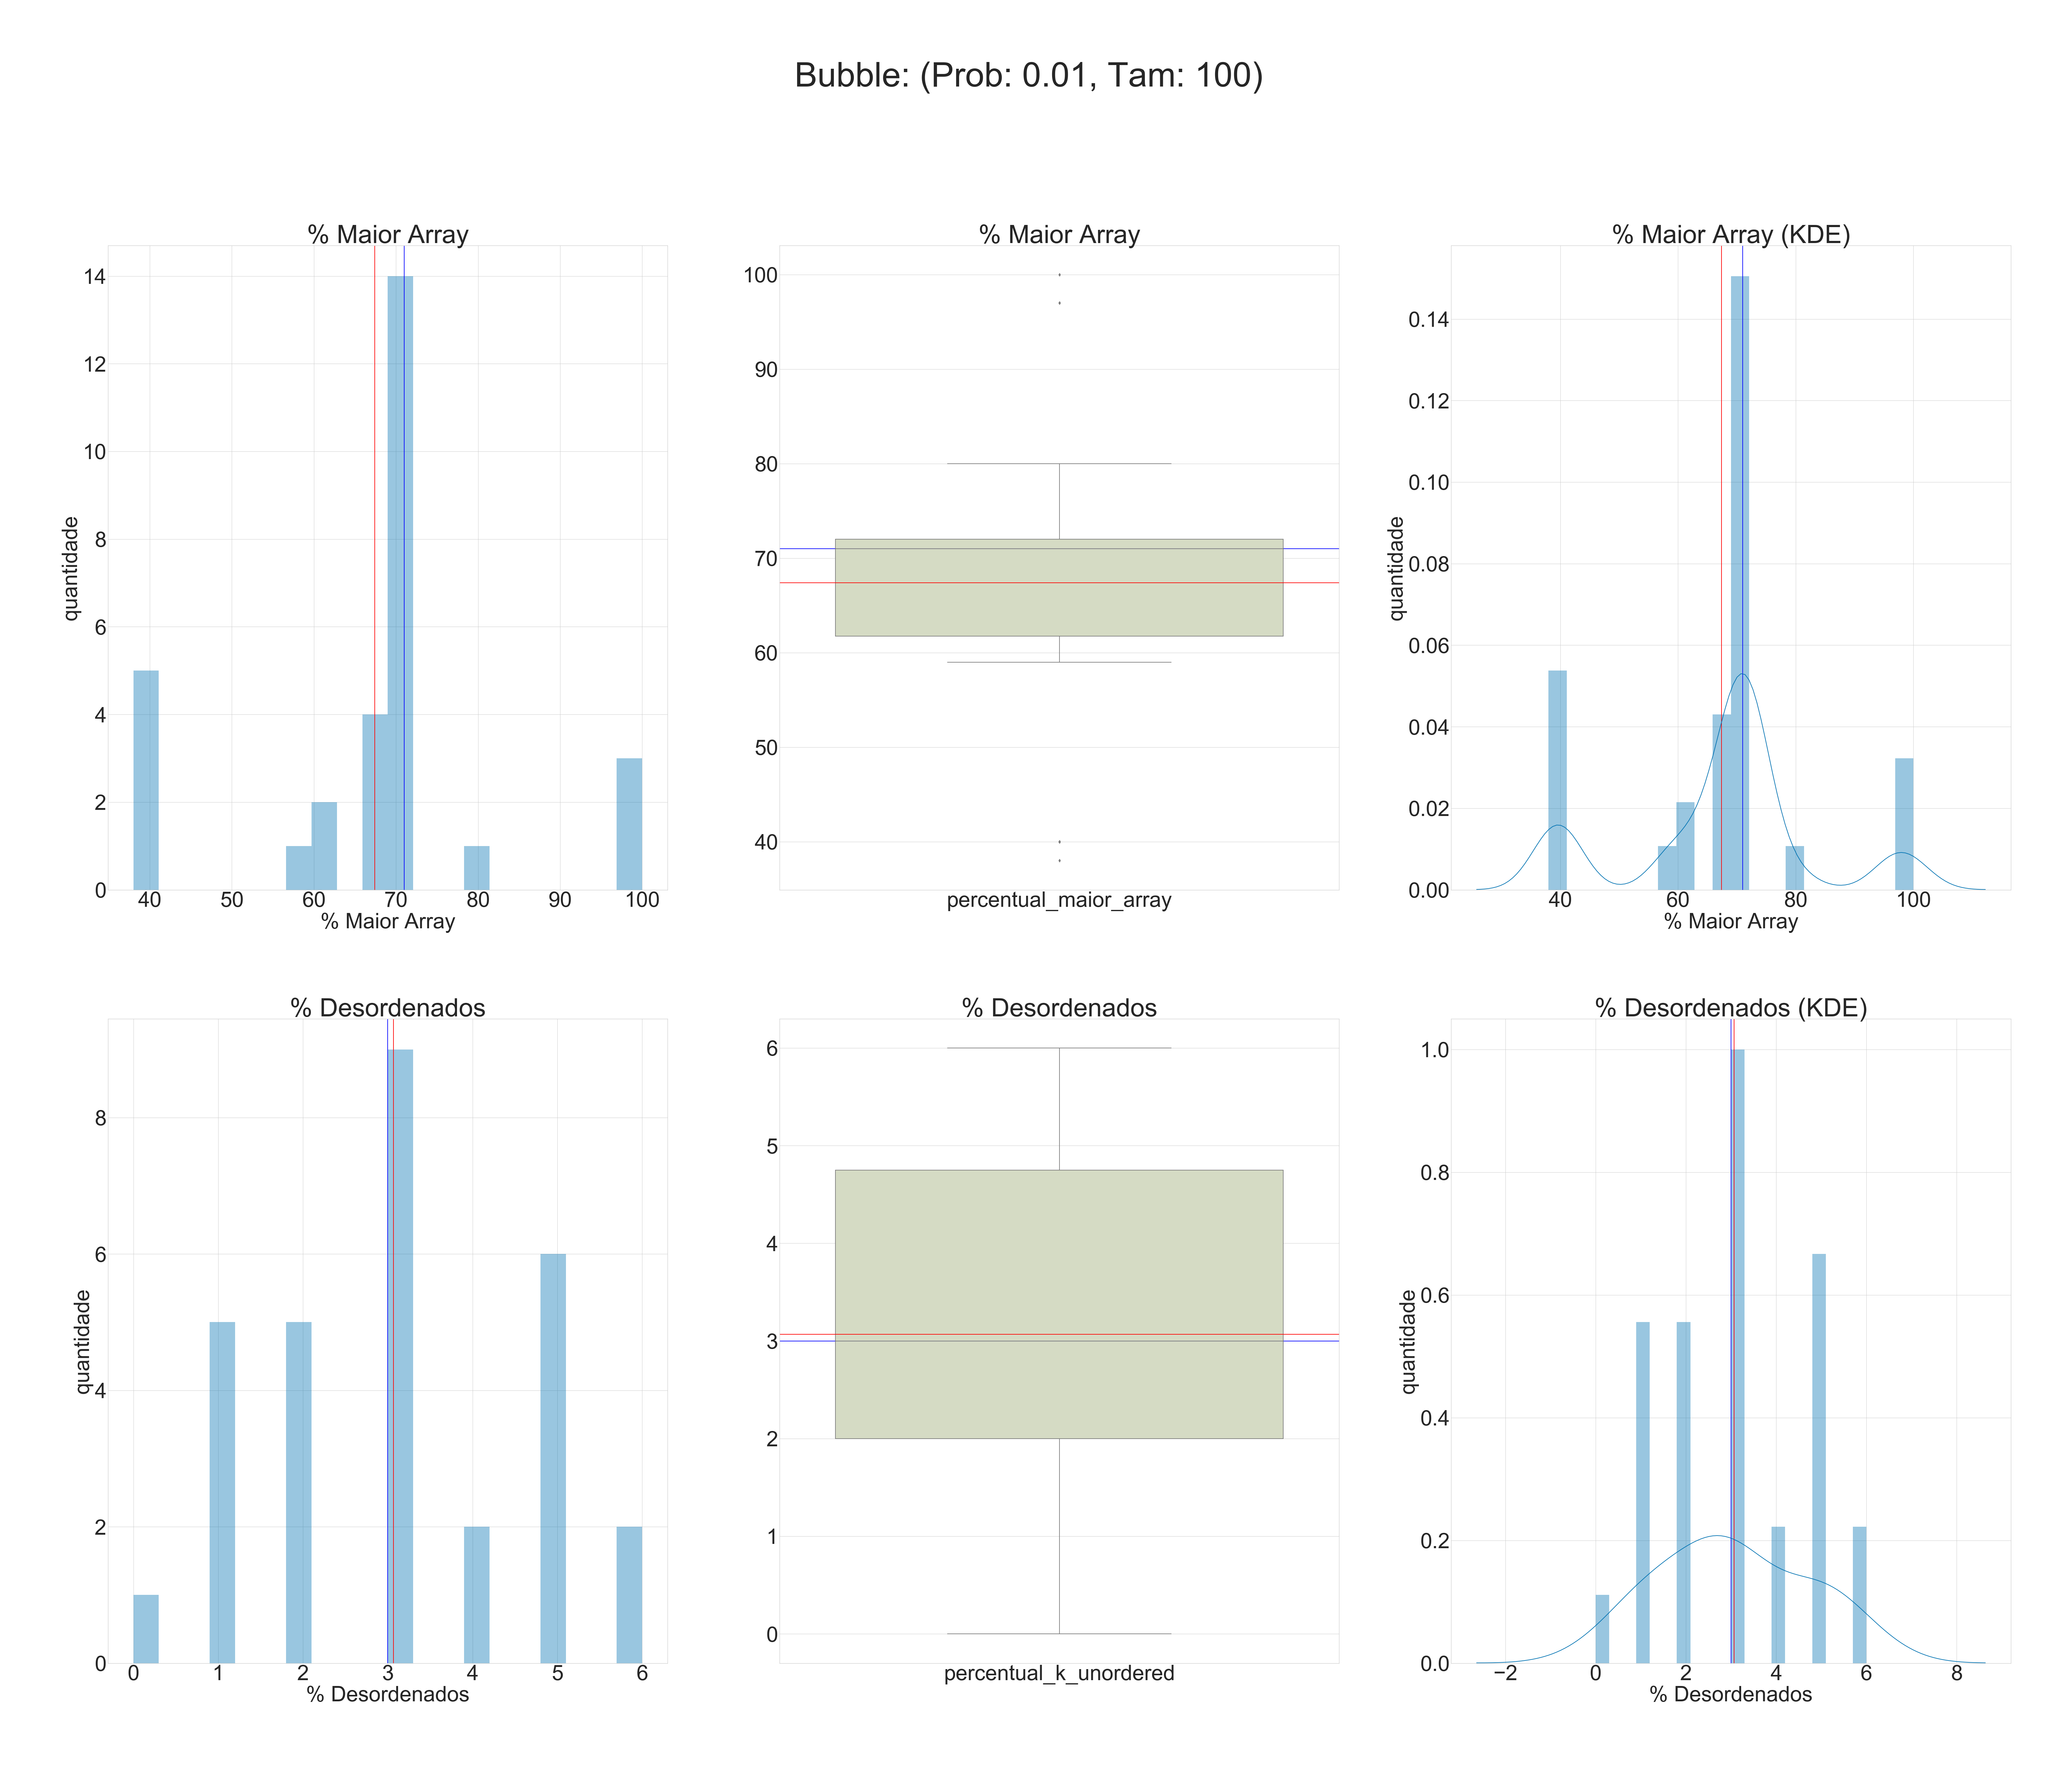 Bubble: (Prob: 0.01, Tam: 100)
% Maior Array
14
12
10
8
6
4
2
0
quantidade
40 50 60 70 80 90 100
% Maior Array
% Maior Array
100
90
80
70
60
50
40
percentual_maior_array
% Maior Array (KDE)
0.14
0.12
0.10
0.08
0.06
0.04
0.02
0.00
quantidade
40 60 80 100
% Maior Array
% Desordenados
8
6
4
2
0
quantidade
0 1 2 3 4 5 6
% Desordenados
% Desordenados
6
5
4
3
2
1
0
percentual_k_unordered
% Desordenados (KDE)
1.0
0.8
0.6
0.4
0.2
0.0
quantidade
−2 0 2 4 6 8
% Desordenados